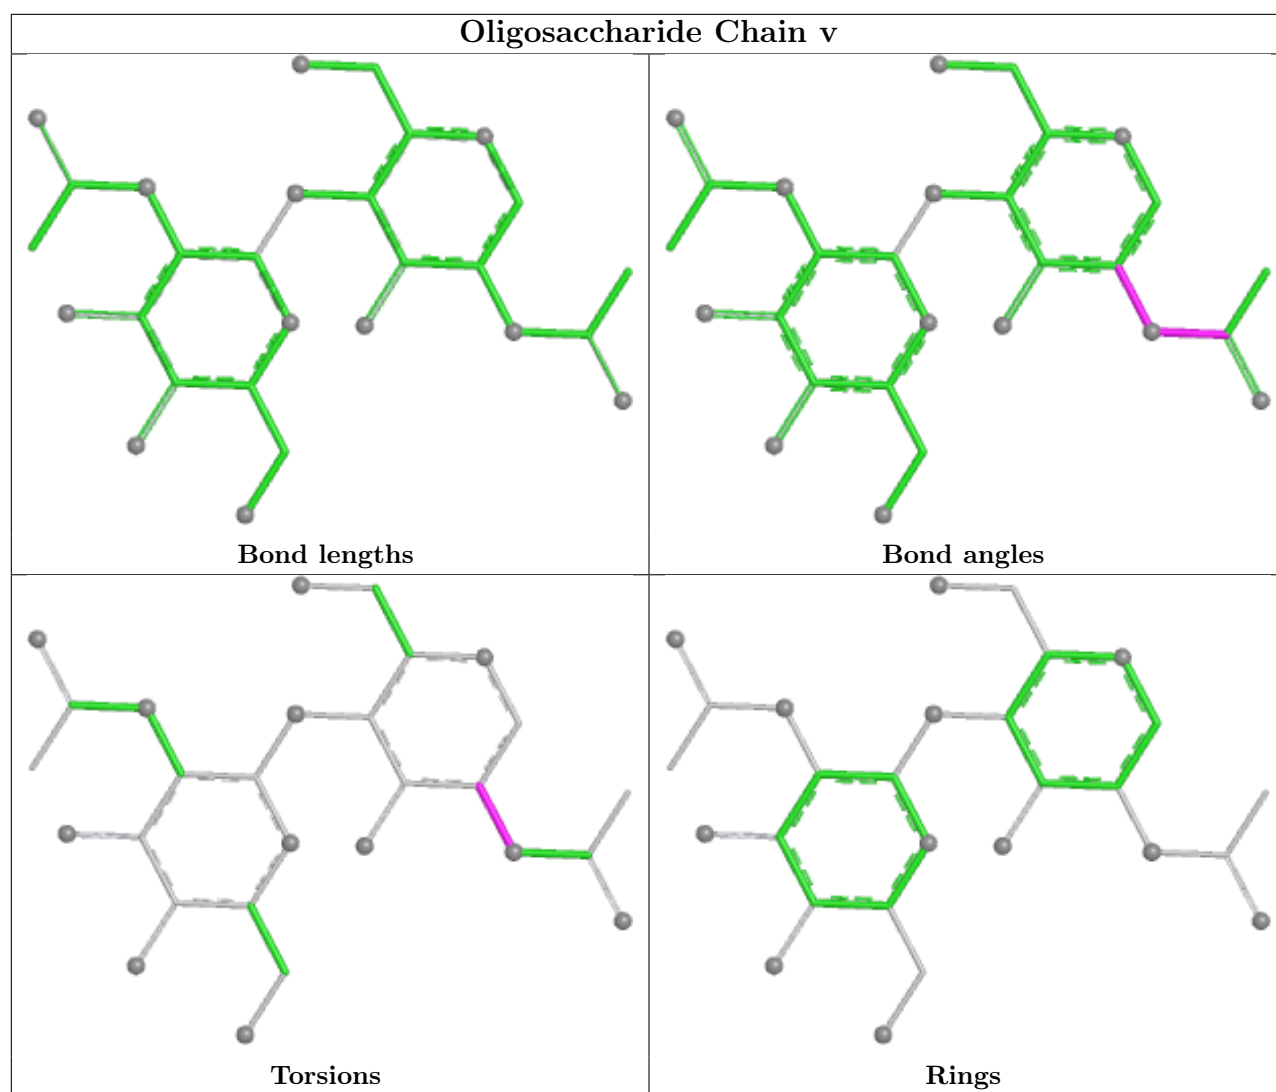 Oligosaccharide Chain v
Bond lengths
Bond angles
Torsions
Rings